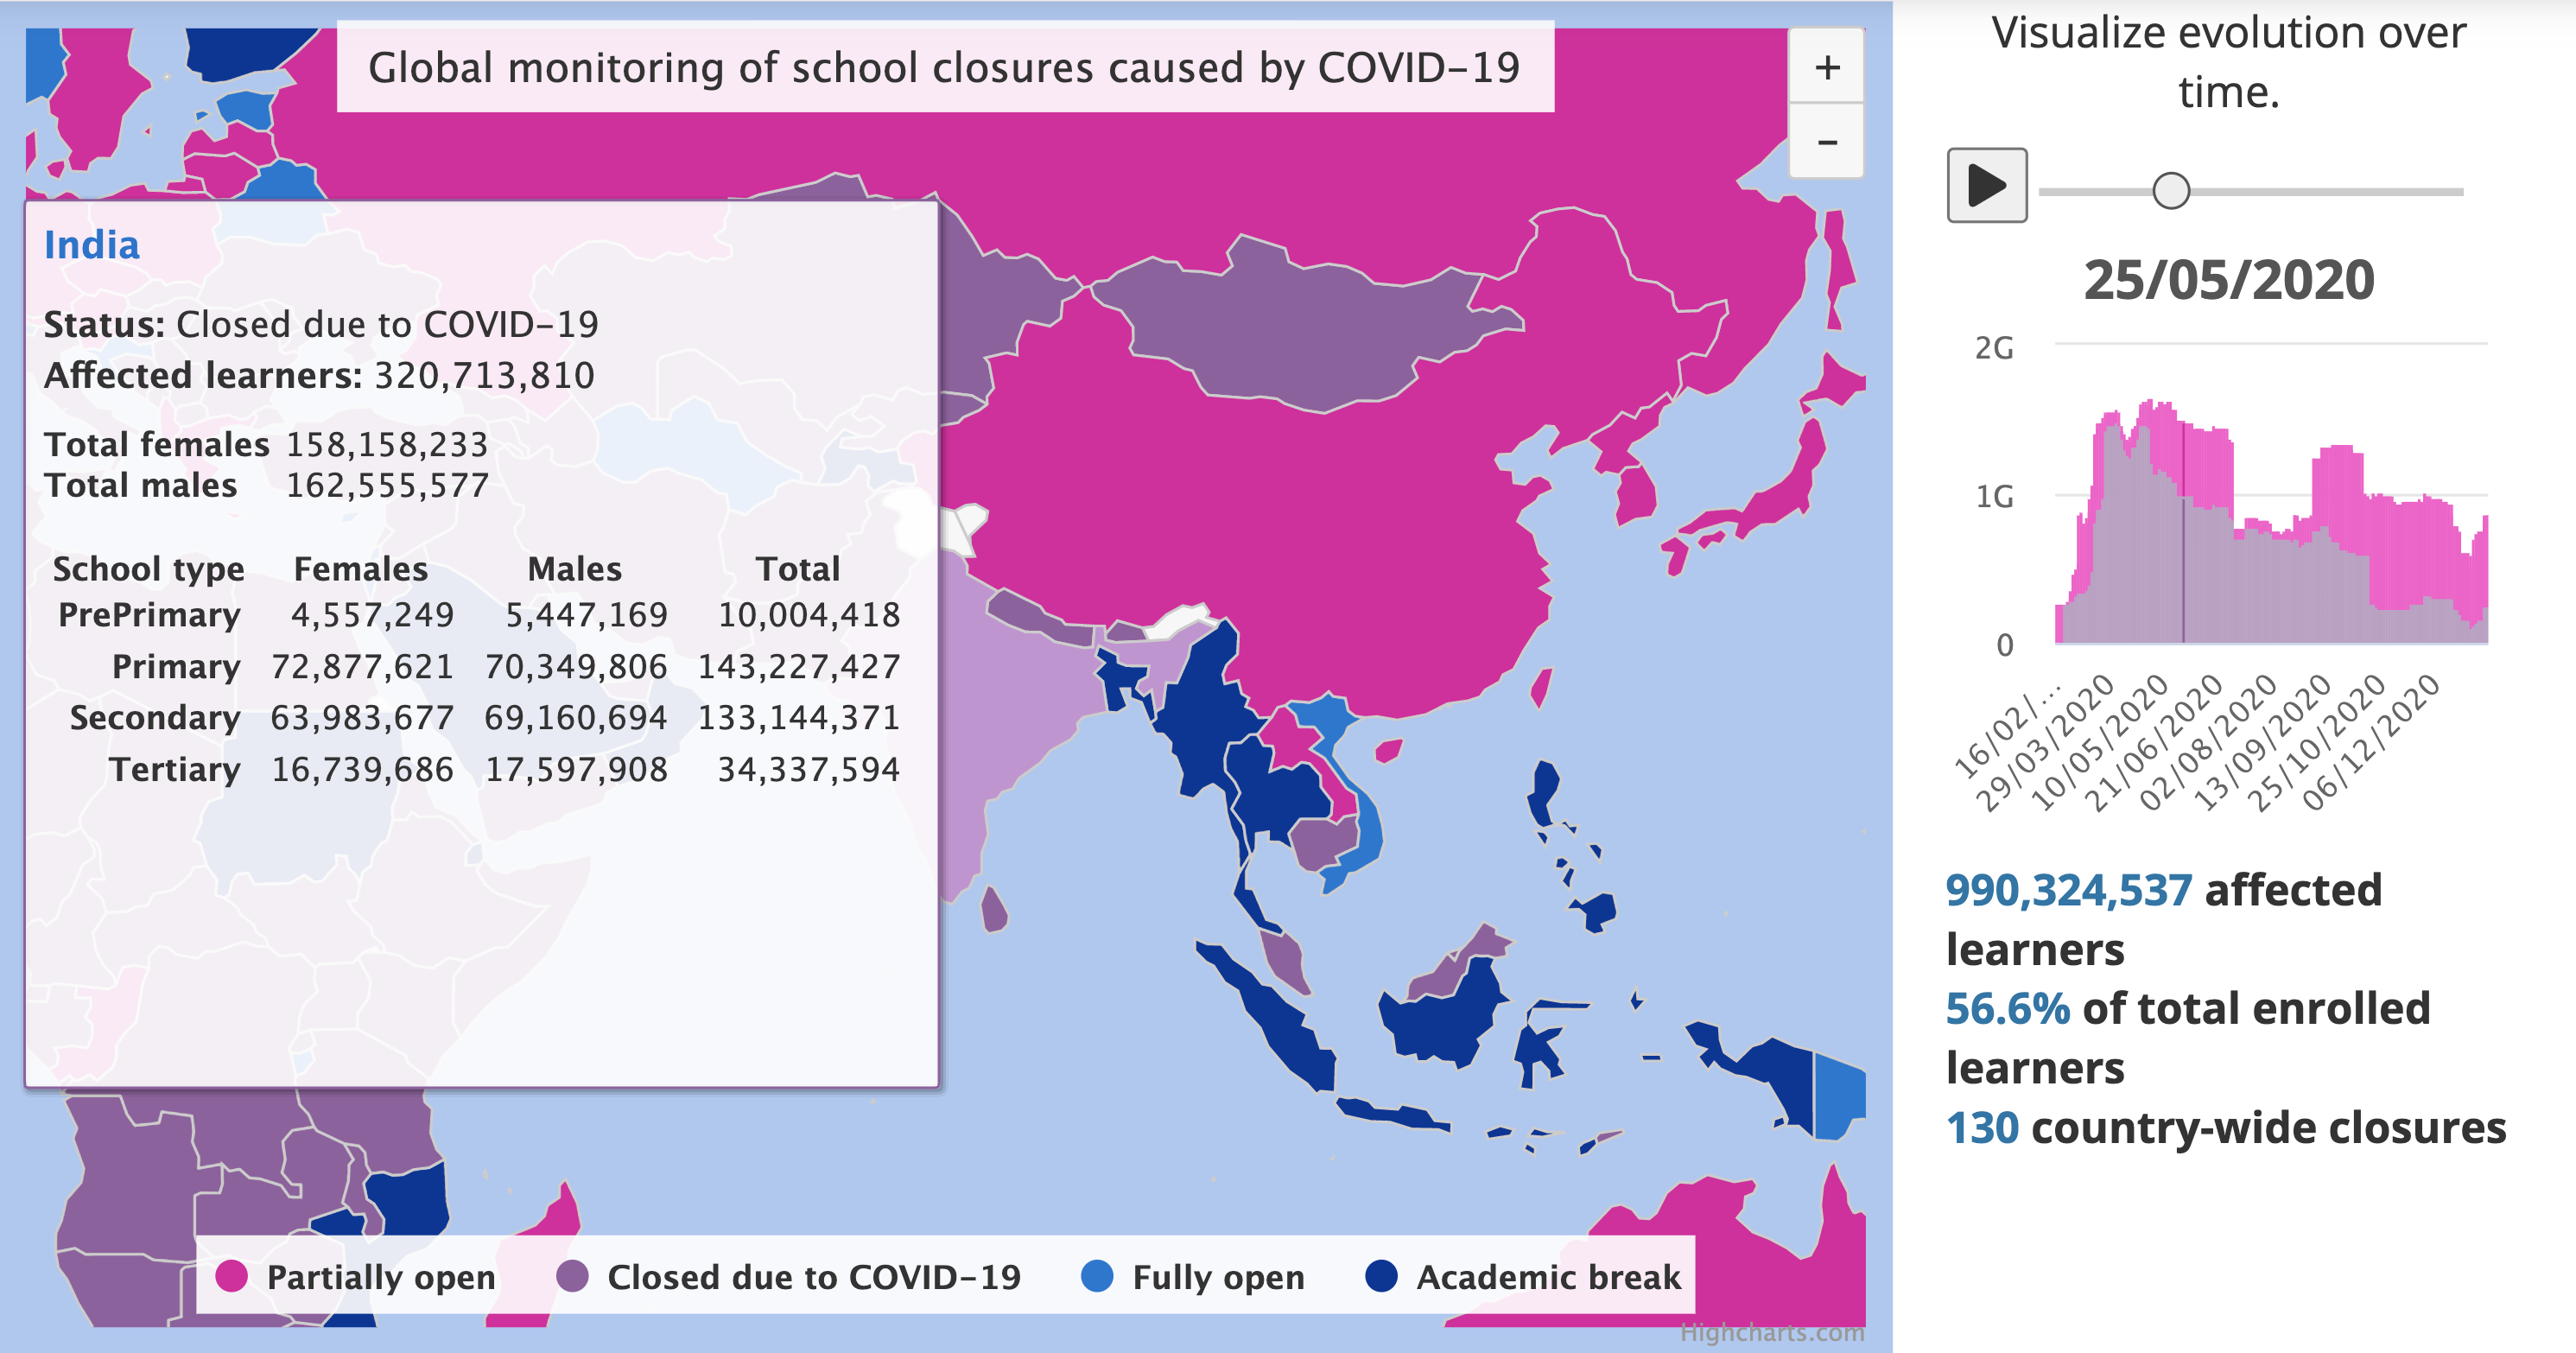 Global monitoring of school closures caused by COVID-19
+
-
India
Status: Closed due to COVID-19
Affected learners: 320,713,810
Total females 158,158,233
Total males 162,555,577
School type Females Males Total
PrePrimary 4,557,249 5,447,169 10,004,418
Primary 72,877,621 70,349,806 143,227,427
Secondary 63,983,677 69,160,694 133,144,371
Tertiary 16,739,686 17,597,908 34,337,594
Partially open Closed due to COVID-19 Fully open Academic break
Highcharts.com
Visualize evolution over
time.
25/05/2020
2G
1G
0
16/02/...
29/03/2020
10/05/2020
21/06/2020
02/08/2020
13/09/2020
25/10/2020
06/12/2020
990,324,537 affected
learners
56.6% of total enrolled
learners
130 country-wide closures